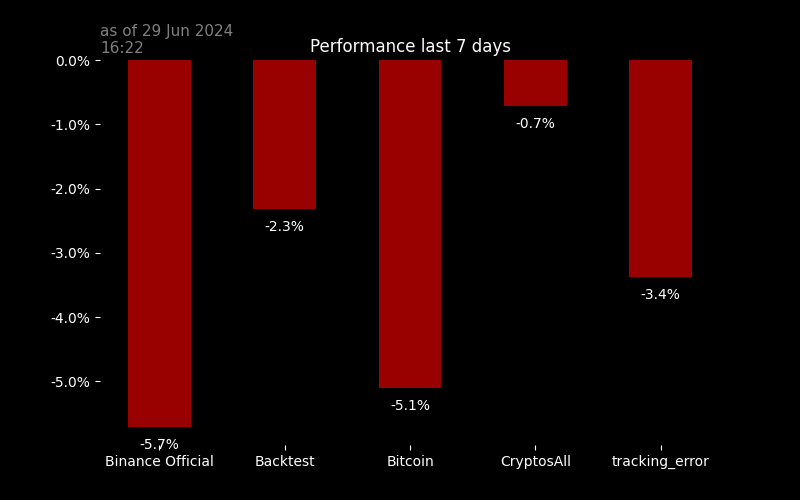 as of 29 Jun 2024
16:22
Performance last 7 days
0.0%
-1.0%
-2.0%
-3.0%
-4.0%
-5.0%
-5.7%
-2.3%
-5.1%
-0.7%
-3.4%
Binance Official
Backtest
Bitcoin
CryptosAll
tracking_error